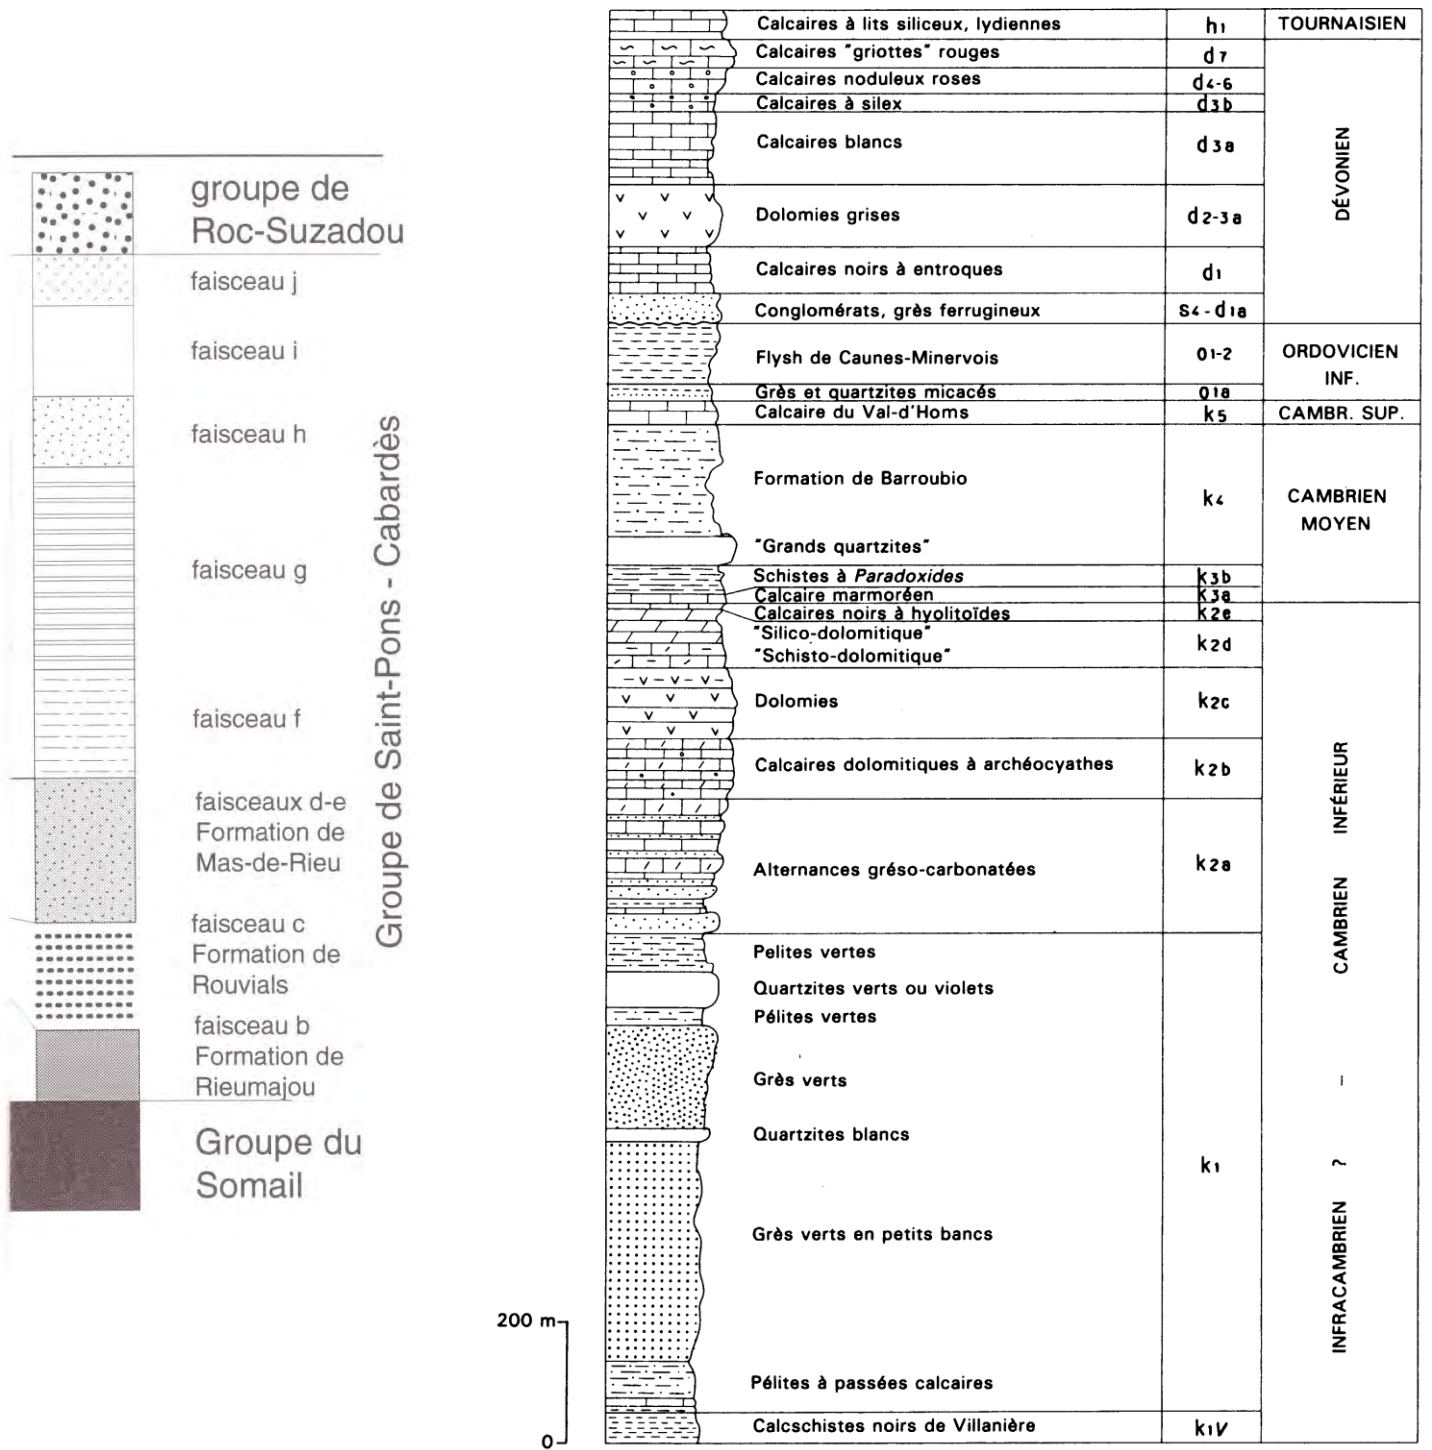 groupe de
Roc-Suzadou
faisceau j
faisceau i
faisceau h
faisceau g
faisceau f
faisceaux d-e
Formation de
Mas-de-Rieu
faisceau c
Formation de
Rouvials
faisceau b
Formation de
Rieumajou
Groupe du
Somail
Groupe de Saint-Pons - Cabardès
Calcaires à lits siliceux, lydiennes h1 TOURNAISIEN
Calcaires "griottes" rouges d7
Calcaires noduleux roses d4-6
Calcaires à silex d3b
Calcaires blancs d3a
Dolomies grises d2-3a
Calcaires noirs à entroques d1
Conglomérats, grès ferrugineux S4-d1a
DÉVONIEN
Flysh de Caunes-Minervois O1-2 ORDOVICIEN
INF.
Grès et quartzites micacés O1a
Calcaire du Val-d'Homs k5 CAMBR. SUP.
Formation de Barroubio k4 CAMBRIEN
MOYEN
"Grands quartzites"
Schistes à Paradoxides k3b
Calcaire marmoréen k3a
Calcaires noirs à hyolitoïdes k2e
"Silico-dolomitique" k2d
"Schisto-dolomitique"
Dolomies k2c
Calcaires dolomitiques à archéocyathes k2b
Alternances gréso-carbonatées k2a
Pelites vertes
Quartzites verts ou violets
Pélites vertes
Grès verts
Quartzites blancs
k1
Grès verts en petits bancs
Pélites à passées calcaires
Calcschistes noirs de Villanière k1V
INFRACAMBRIEN ? – CAMBRIEN INFÉRIEUR
200 m
0